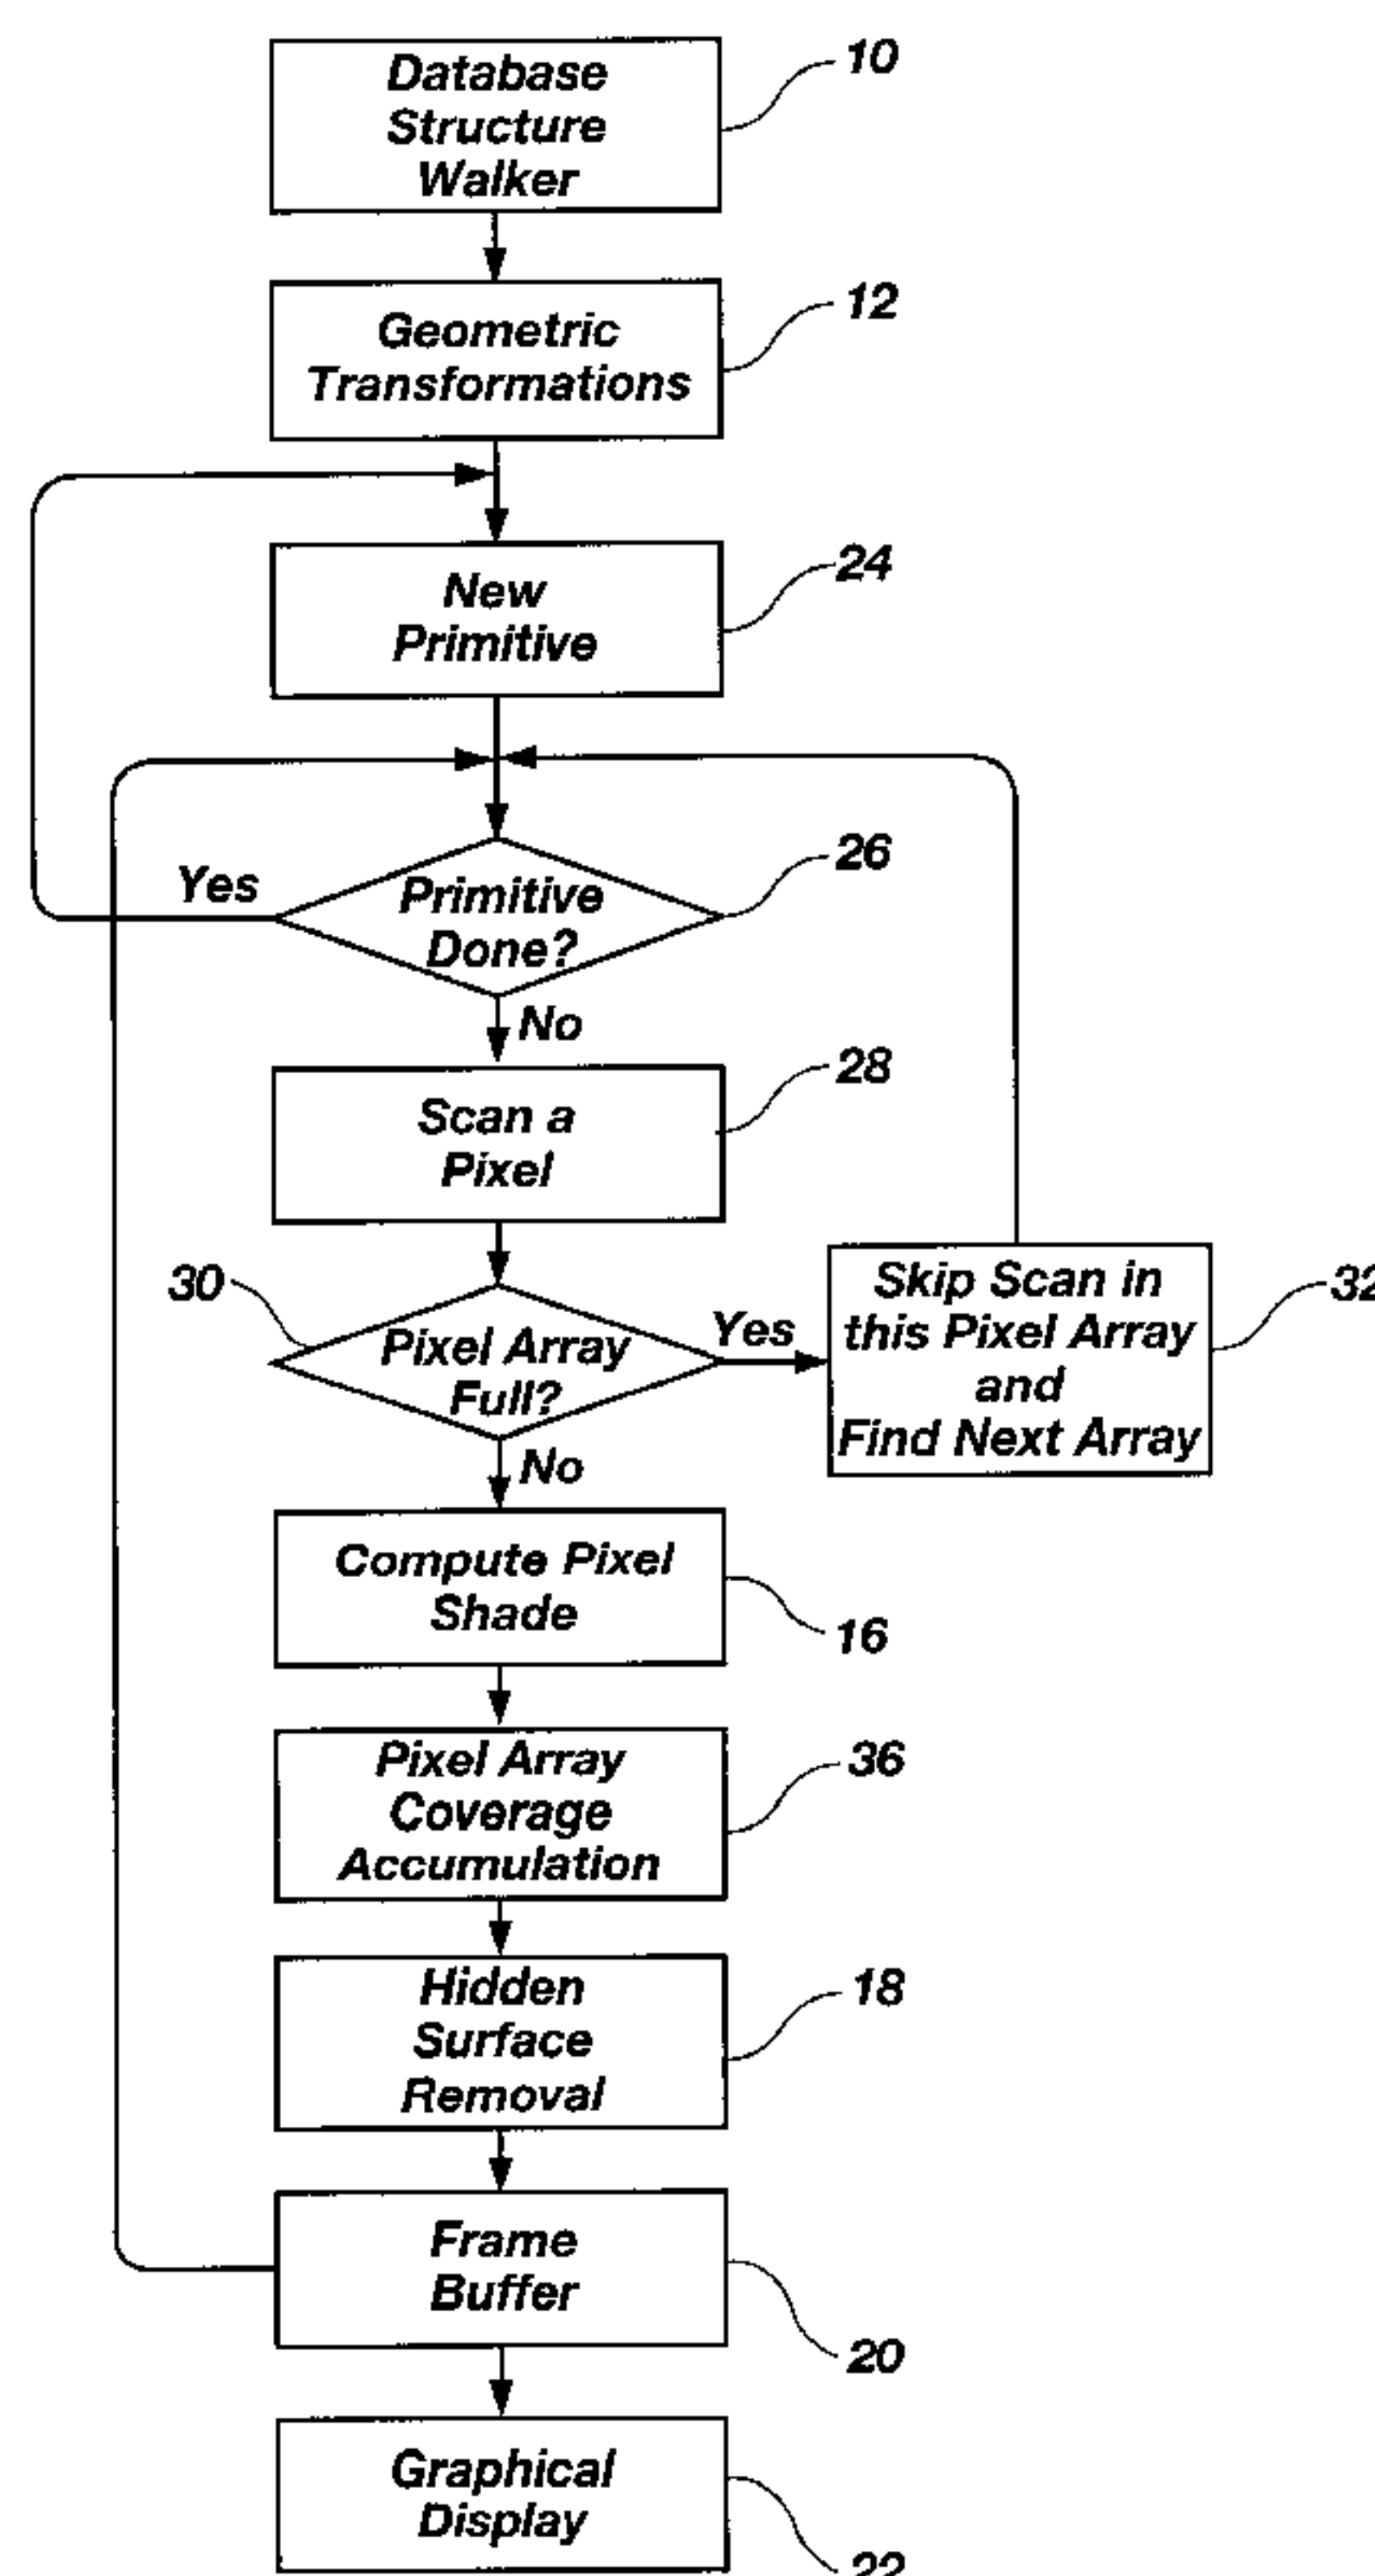 Database
Structure
Walker
10
Geometric
Transformations
12
New
Primitive
24
Yes
Primitive
Done?
26
No
Scan a
Pixel
28
30
Pixel Array
Full?
Yes
Skip Scan in
this Pixel Array
and
Find Next Array
32
No
Compute Pixel
Shade
16
Pixel Array
Coverage
Accumulation
36
Hidden
Surface
Removal
18
Frame
Buffer
20
Graphical
Display
22